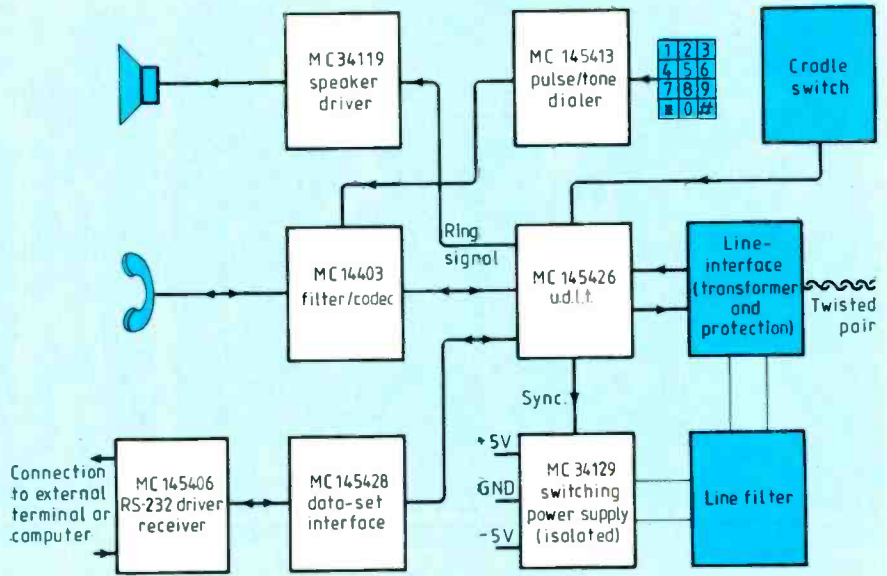 MC34119
speaker
driver
MC 145413
pulse/tone
dialer
1 2 3
4 5 6
7 8 9
* 0 #
Cradle
switch
Ring
signal
MC14403
filter/codec
MC 145426
u.d.l.t.
Line-
interface
(transformer
and
protection)
Twisted
pair
Sync.
Connection
to external
terminal or
computer
MC 145406
RS-232 driver
receiver
MC 145428
data-set
interface
+5V
GND
-5V
MC 34129
switching
power supply
(isolated)
Line filter